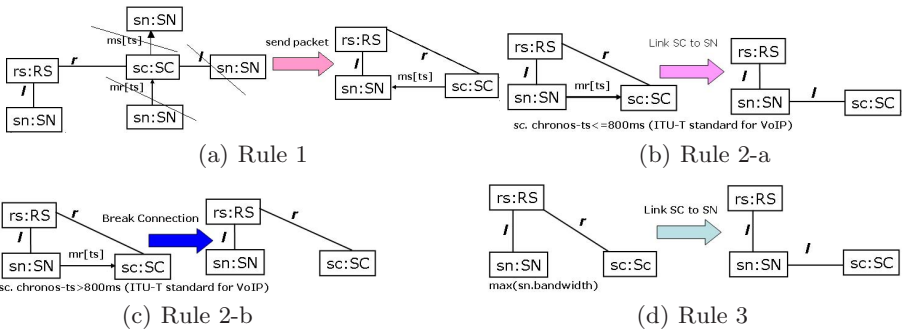 sn:SN
ms[ts]
rs:RS
r
sc:SC
l
sn:SN
l
mr[ts]
sn:SN
sn:SN
send packet
rs:RS
r
l
ms[ts]
sn:SN
sc:SC
(a) Rule 1
rs:RS
r
l
mr[ts]
sn:SN
sc:SC
Link SC to SN
rs:RS
l
sn:SN
l
sc:SC
sc. chronos-ts<=800ms (ITU-T standard for VoIP)
(b) Rule 2-a
rs:RS
r
l
sn:SN
mr[ts]
sc:SC
Break Connection
rs:RS
r
l
sn:SN
sc:SC
sc. chronos-ts>800ms (ITU-T standard for VoIP)
(c) Rule 2-b
rs:RS
r
l
sn:SN
sc:Sc
max(sn.bandwidth)
Link SC to SN
rs:RS
l
sn:SN
l
sc:SC
(d) Rule 3